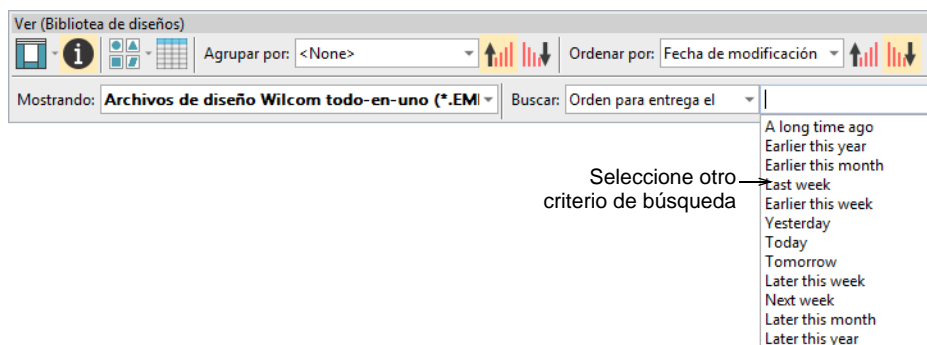 Ver (Bibliotea de diseños)
Agrupar por: <None> Ordenar por: Fecha de modificación
Mostrando: Archivos de diseño Wilcom todo-en-uno (*.EMI Buscar: Orden para entrega el
A long time ago
Earlier this year
Earlier this month
Seleccione otro criterio de búsqueda
Last week
Earlier this week
Yesterday
Today
Tomorrow
Later this week
Next week
Later this month
Later this year